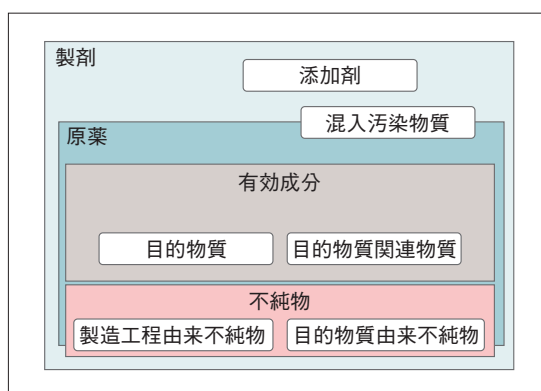 製剤
添加剤
混入汚染物質
原薬
有効成分
目的物質
目的物質関連物質
不純物
製造工程由来不純物
目的物質由来不純物